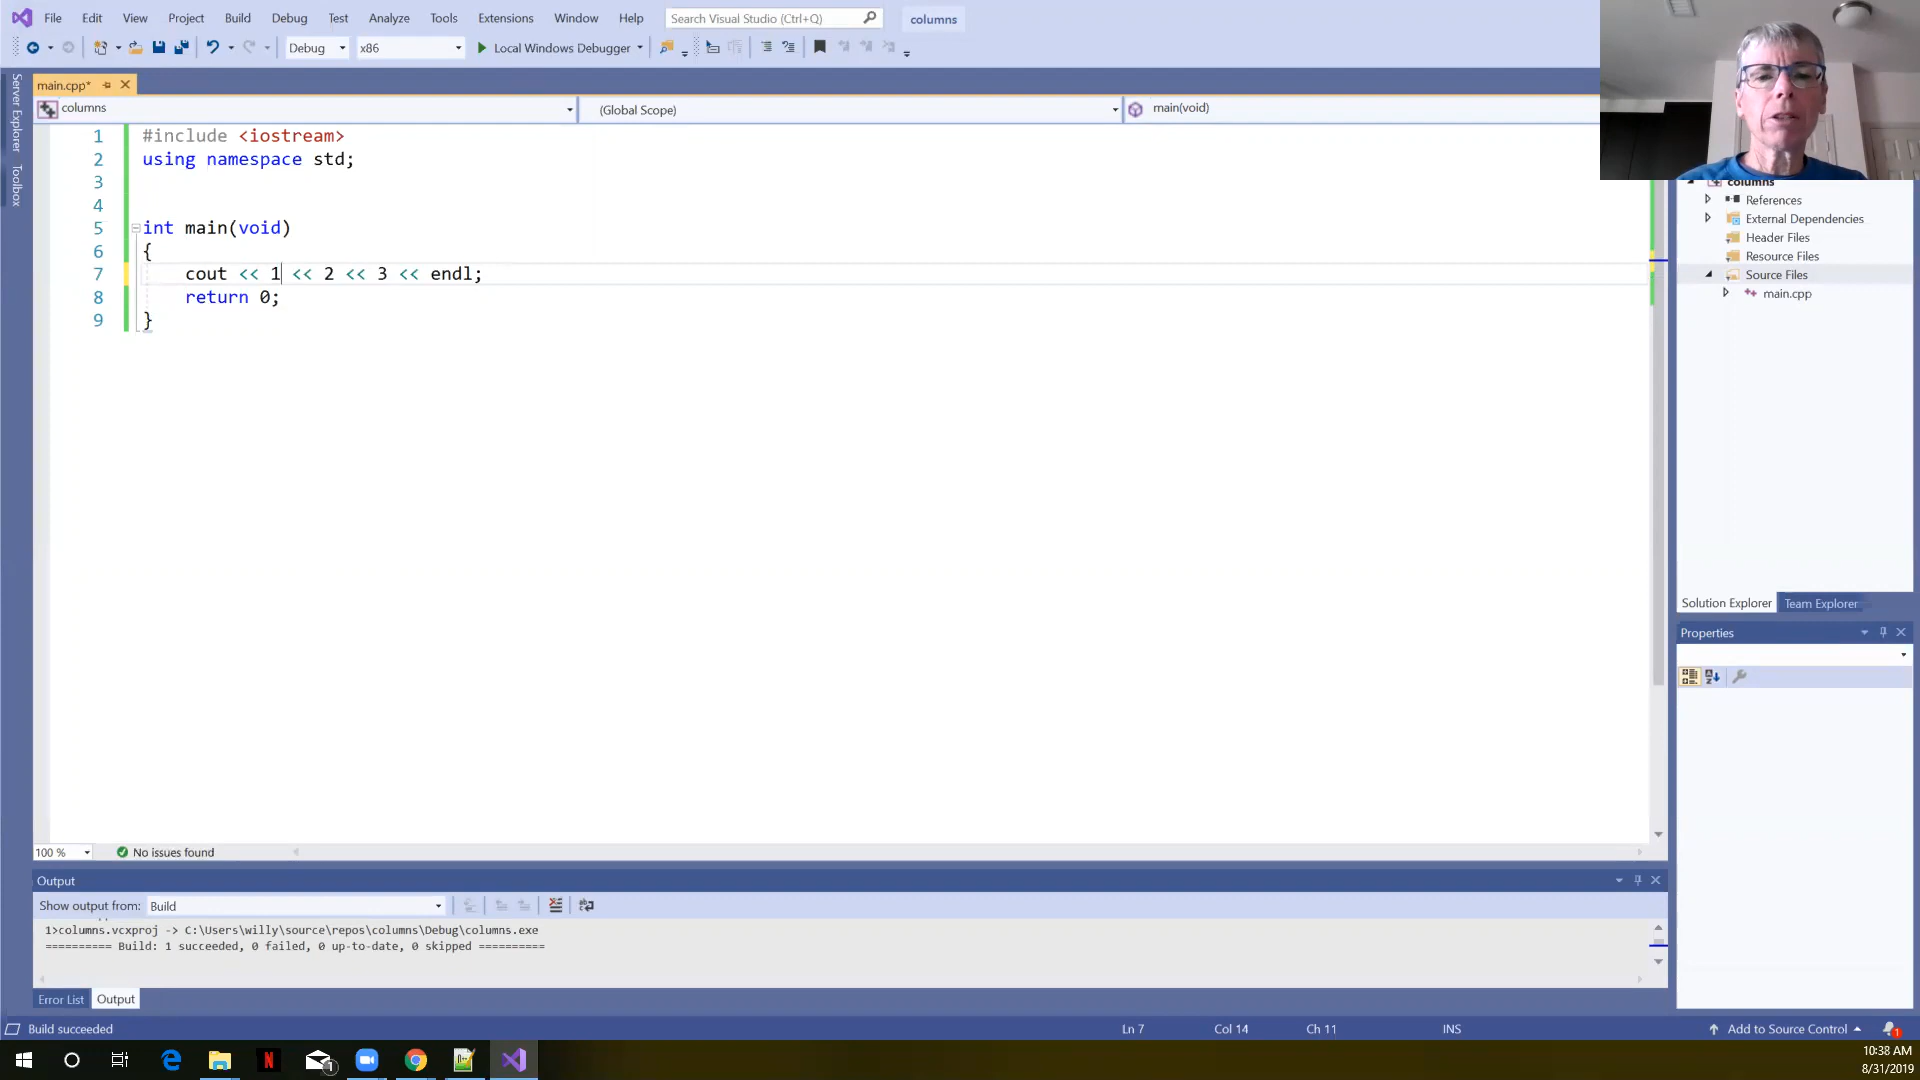 File Edit View Project Build Debug Test Analyze Tools Extensions Window Help Search Visual Studio (Ctrl+Q) columns
Debug x86 Local Windows Debugger
Server Explorer
Toolbox
main.cpp*
columns (Global Scope) main(void)
1 #include <iostream>
2 using namespace std;
3
4
5 int main(void)
6 {
7 cout << 1 << 2 << 3 << endl;
8 return 0;
9 }
columns
References
External Dependencies
Header Files
Resource Files
Source Files
main.cpp
Solution Explorer Team Explorer
Properties
100 % No issues found
Output
Show output from: Build
1>columns.vcxproj -> C:\Users\willy\source\repos\columns\Debug\columns.exe
========== Build: 1 succeeded, 0 failed, 0 up-to-date, 0 skipped ==========
Error List Output
Build succeeded Ln 7 Col 14 Ch 11 INS Add to Source Control 1
10:38 AM
8/31/2019